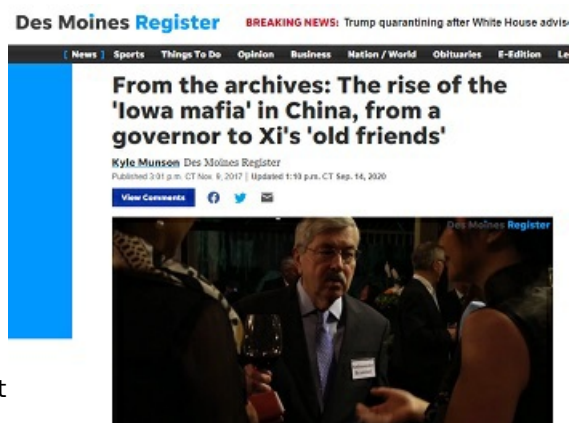 Des Moines Register
BREAKING NEWS: Trump quarantining after White House advis
[ News ] Sports Things To Do Opinion Business Nation / World Obituaries E-Edition Le
From the archives: The rise of the
'Iowa mafia' in China, from a
governor to Xi's 'old friends'
Kyle Munson Des Moines Register
Published 3:01 p.m. CT Nov. 9, 2017 | Updated 1:10 p.m. CT Sep. 14, 2020
View Comments
Des Moines Register
t